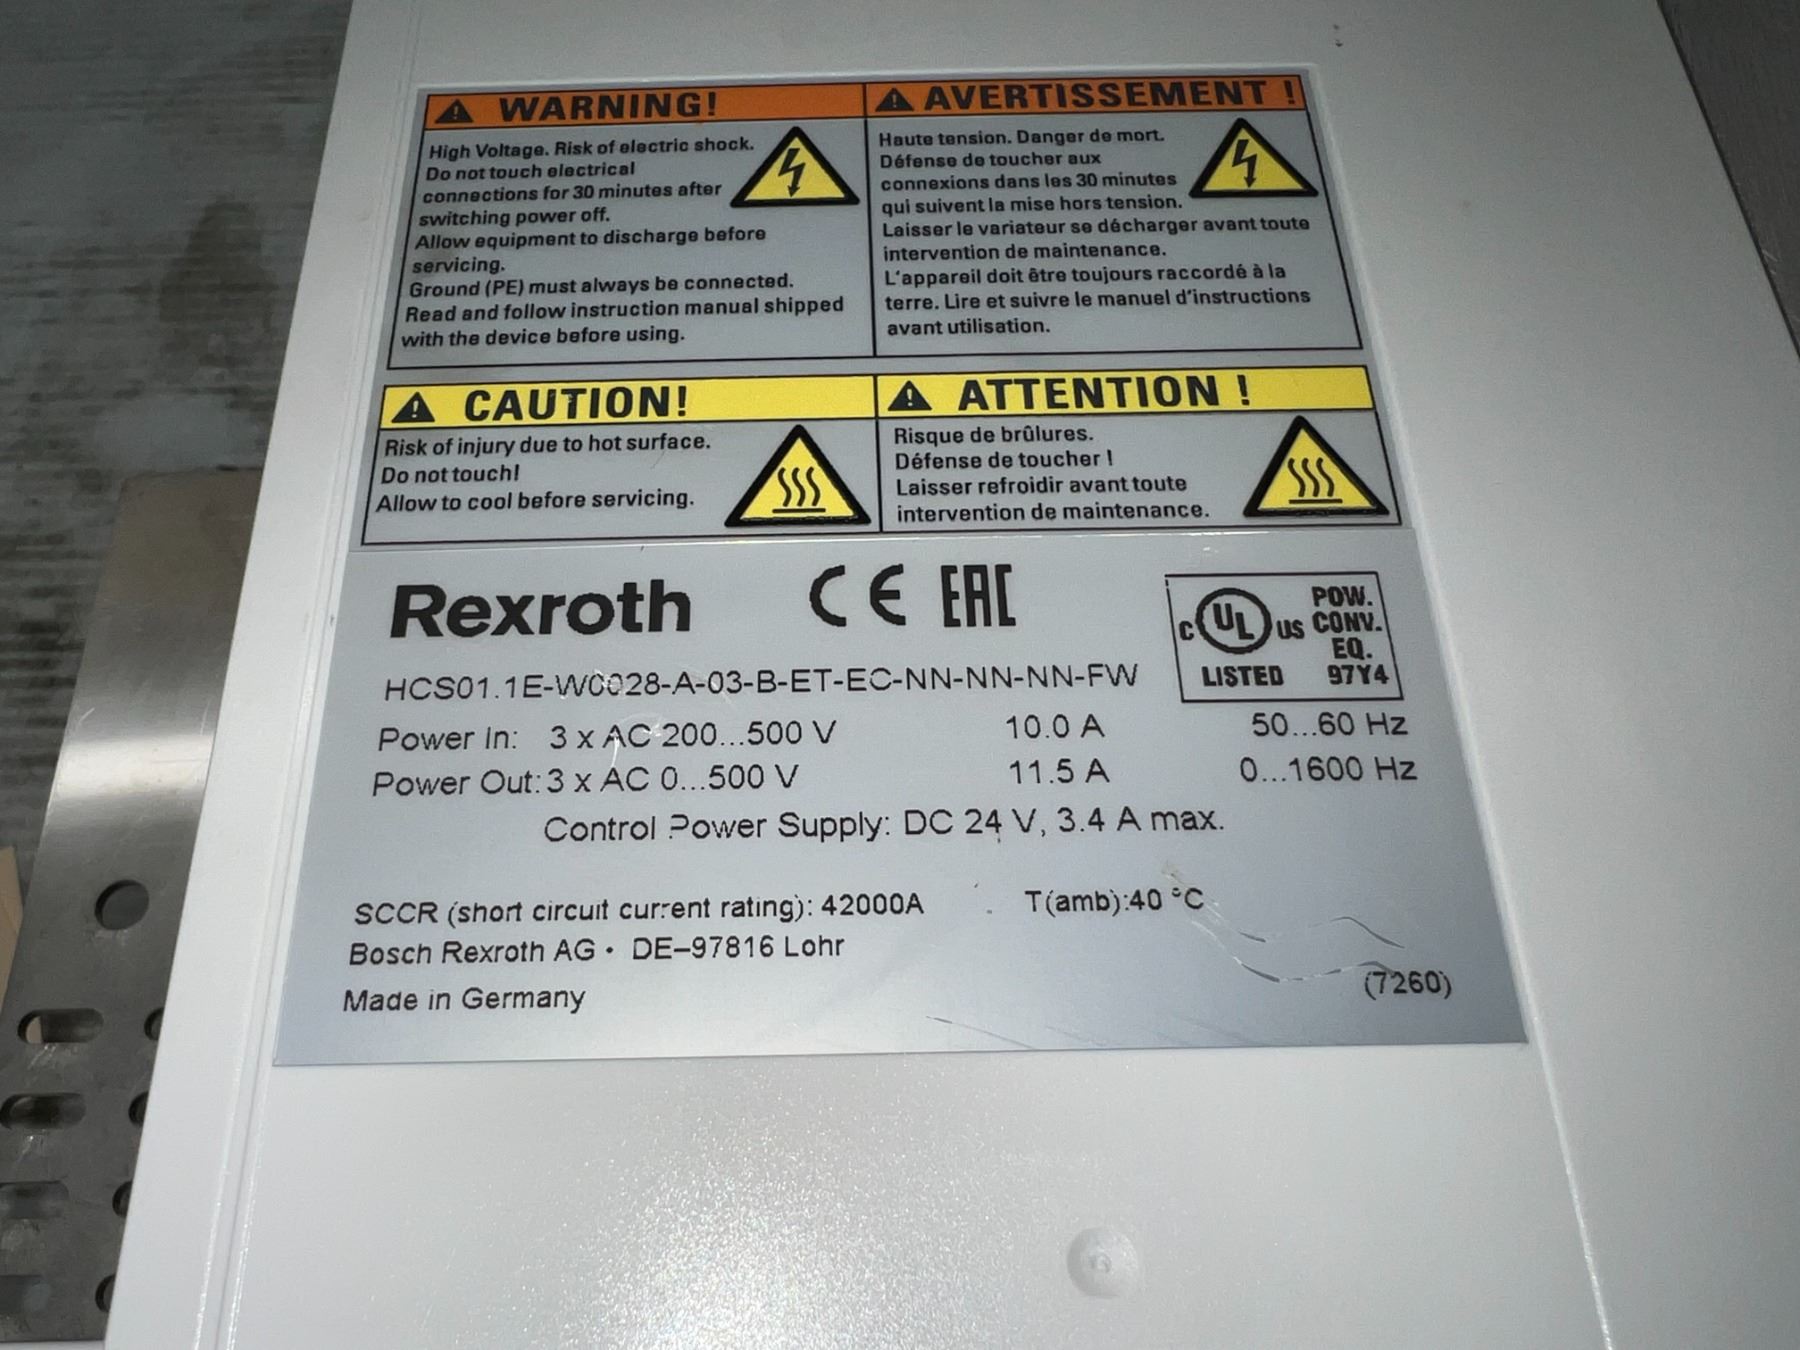 WARNING!
High Voltage. Risk of electric shock.
Do not touch electrical
connections for 30 minutes after
switching power off.
Allow equipment to discharge before
servicing.
Ground (PE) must always be connected.
Read and follow instruction manual shipped
with the device before using.
AVERTISSEMENT !
Haute tension. Danger de mort.
Défense de toucher aux
connexions dans les 30 minutes
qui suivent la mise hors tension.
Laisser le variateur se décharger avant toute
intervention de maintenance.
L'appareil doit être toujours raccordé à la
terre. Lire et suivre le manuel d'instructions
avant utilisation.
CAUTION!
Risk of injury due to hot surface.
Do not touch!
Allow to cool before servicing.
ATTENTION !
Risque de brûlures.
Défense de toucher !
Laisser refroidir avant toute
intervention de maintenance.
Rexroth CE EAC
C UL US LISTED
POW.
CONV.
EQ.
97Y4
HCS01.1E-W0028-A-03-B-ET-EC-NN-NN-NN-FW
Power In: 3 x AC 200...500 V 10.0 A 50...60 Hz
Power Out: 3 x AC 0...500 V 11.5 A 0...1600 Hz
Control Power Supply: DC 24 V, 3.4 A max.
SCCR (short circuit current rating): 42000A T(amb):40 °C
Bosch Rexroth AG • DE–97816 Lohr
Made in Germany
(7260)